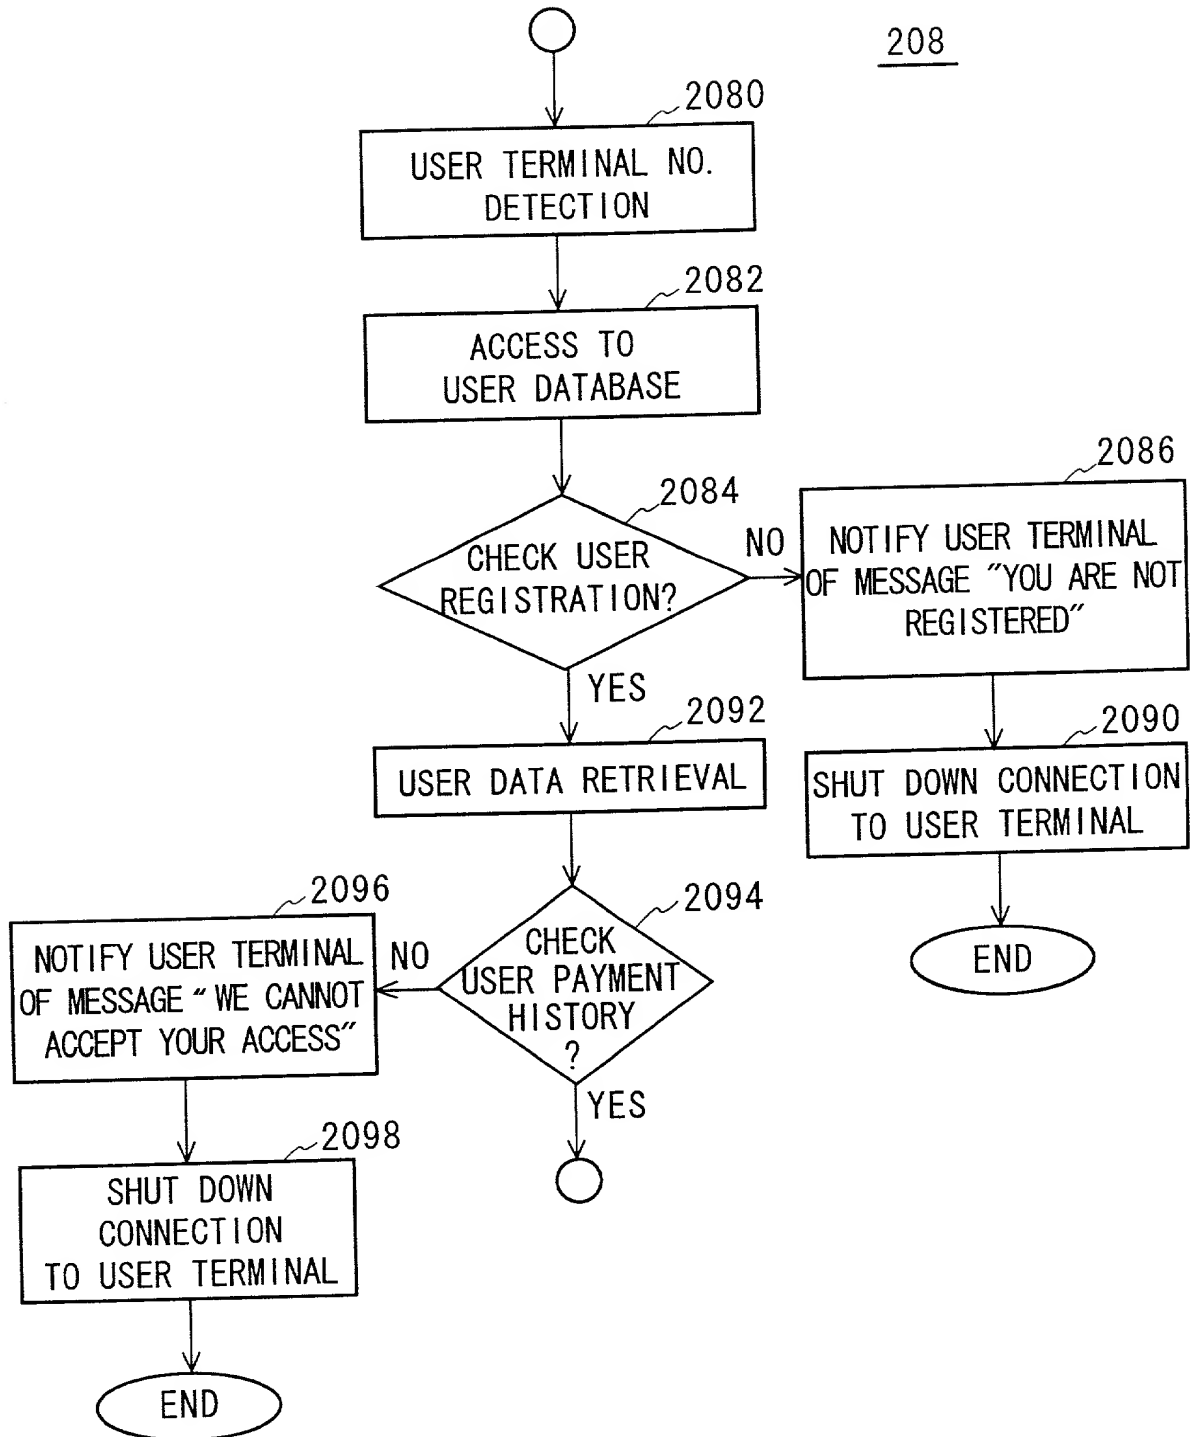 208
2080
USER TERMINAL NO.
DETECTION
2082
ACCESS TO
USER DATABASE
2084
CHECK USER
REGISTRATION?
NO
2086
NOTIFY USER TERMINAL
OF MESSAGE "YOU ARE NOT
REGISTERED"
YES
2090
SHUT DOWN CONNECTION
TO USER TERMINAL
END
2092
USER DATA RETRIEVAL
2094
CHECK
USER PAYMENT
HISTORY
?
NO
2096
NOTIFY USER TERMINAL
OF MESSAGE "WE CANNOT
ACCEPT YOUR ACCESS"
YES
2098
SHUT DOWN
CONNECTION
TO USER TERMINAL
END